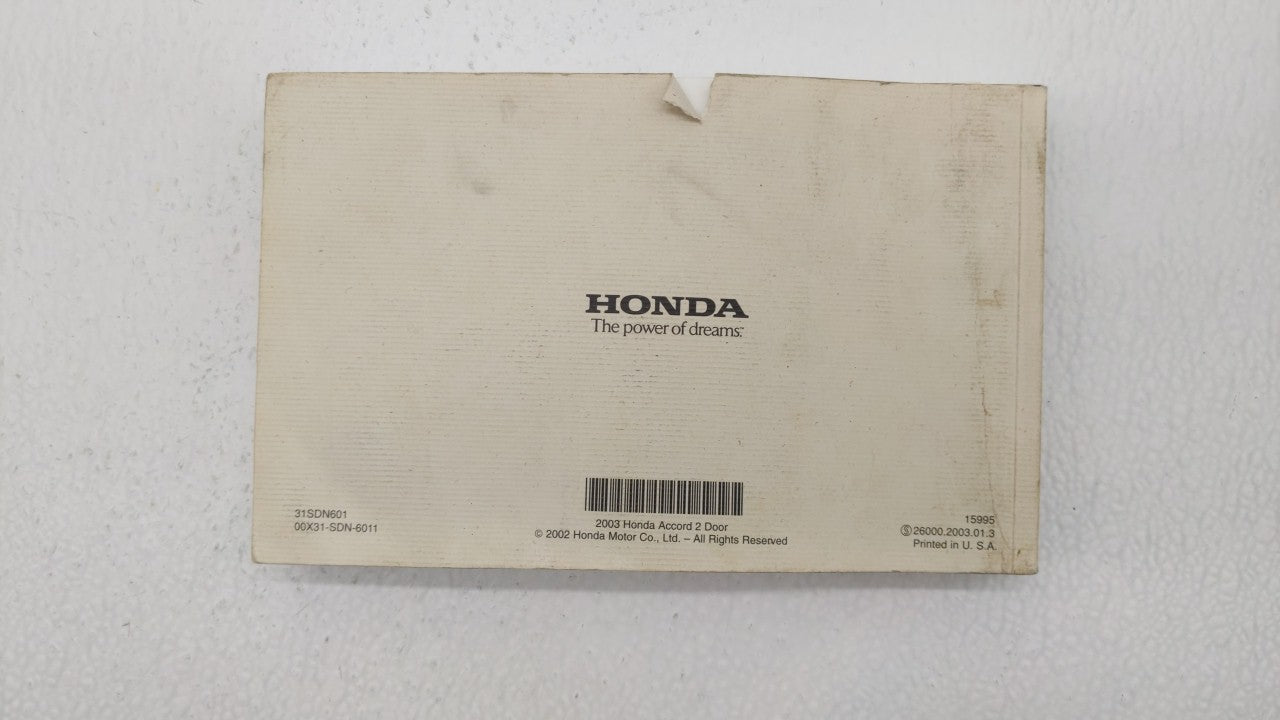 HONDA
The power of dreams.℠
31SDN601
00X31-SDN-6011
2003 Honda Accord 2 Door
© 2002 Honda Motor Co., Ltd. – All Rights Reserved
15995
Ⓢ26000.2003.01.3
Printed in U. S.A.